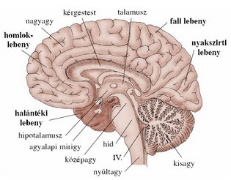 kérgestest
talamusz
nagyagy
fali lebeny
homlok-
lebeny
nyakszirti
lebeny
halántéki
lebeny
hipotalamusz
agyalapi mirigy
középagy
híd
IV.
nyúltagy
kisagy